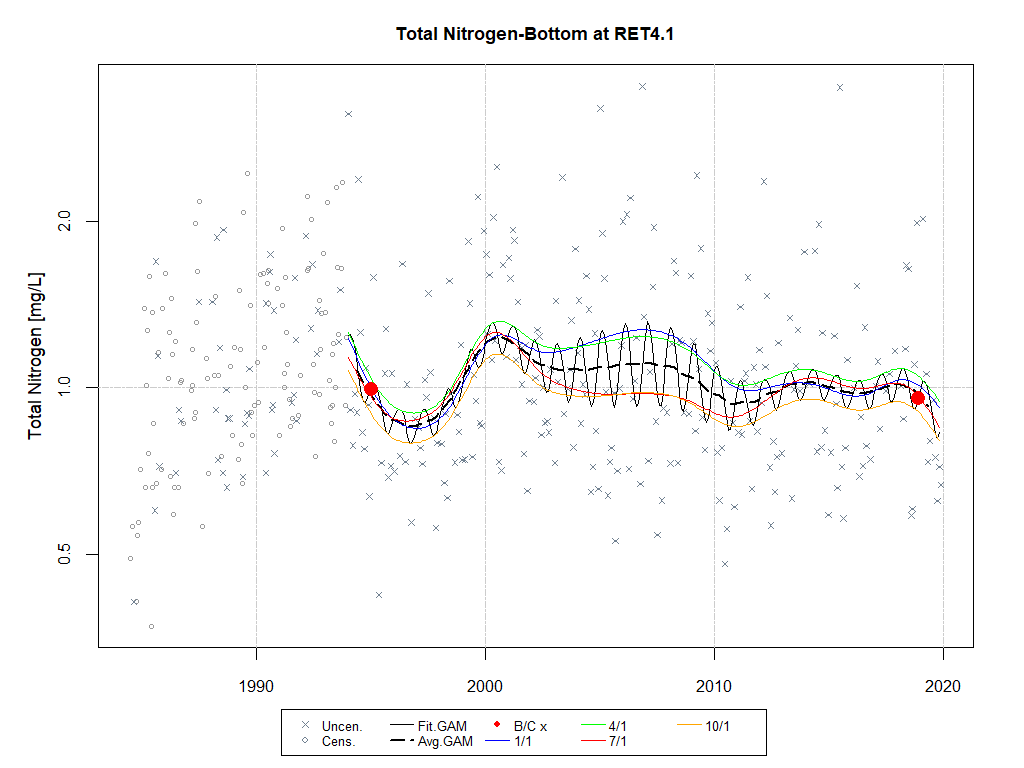 Total Nitrogen-Bottom at RET4.1
Total Nitrogen [mg/L]
2.0
1.0
0.5
1990 2000 2010 2020
Uncen. Fit.GAM B/C x 4/1 10/1
Cens. Avg.GAM 1/1 7/1